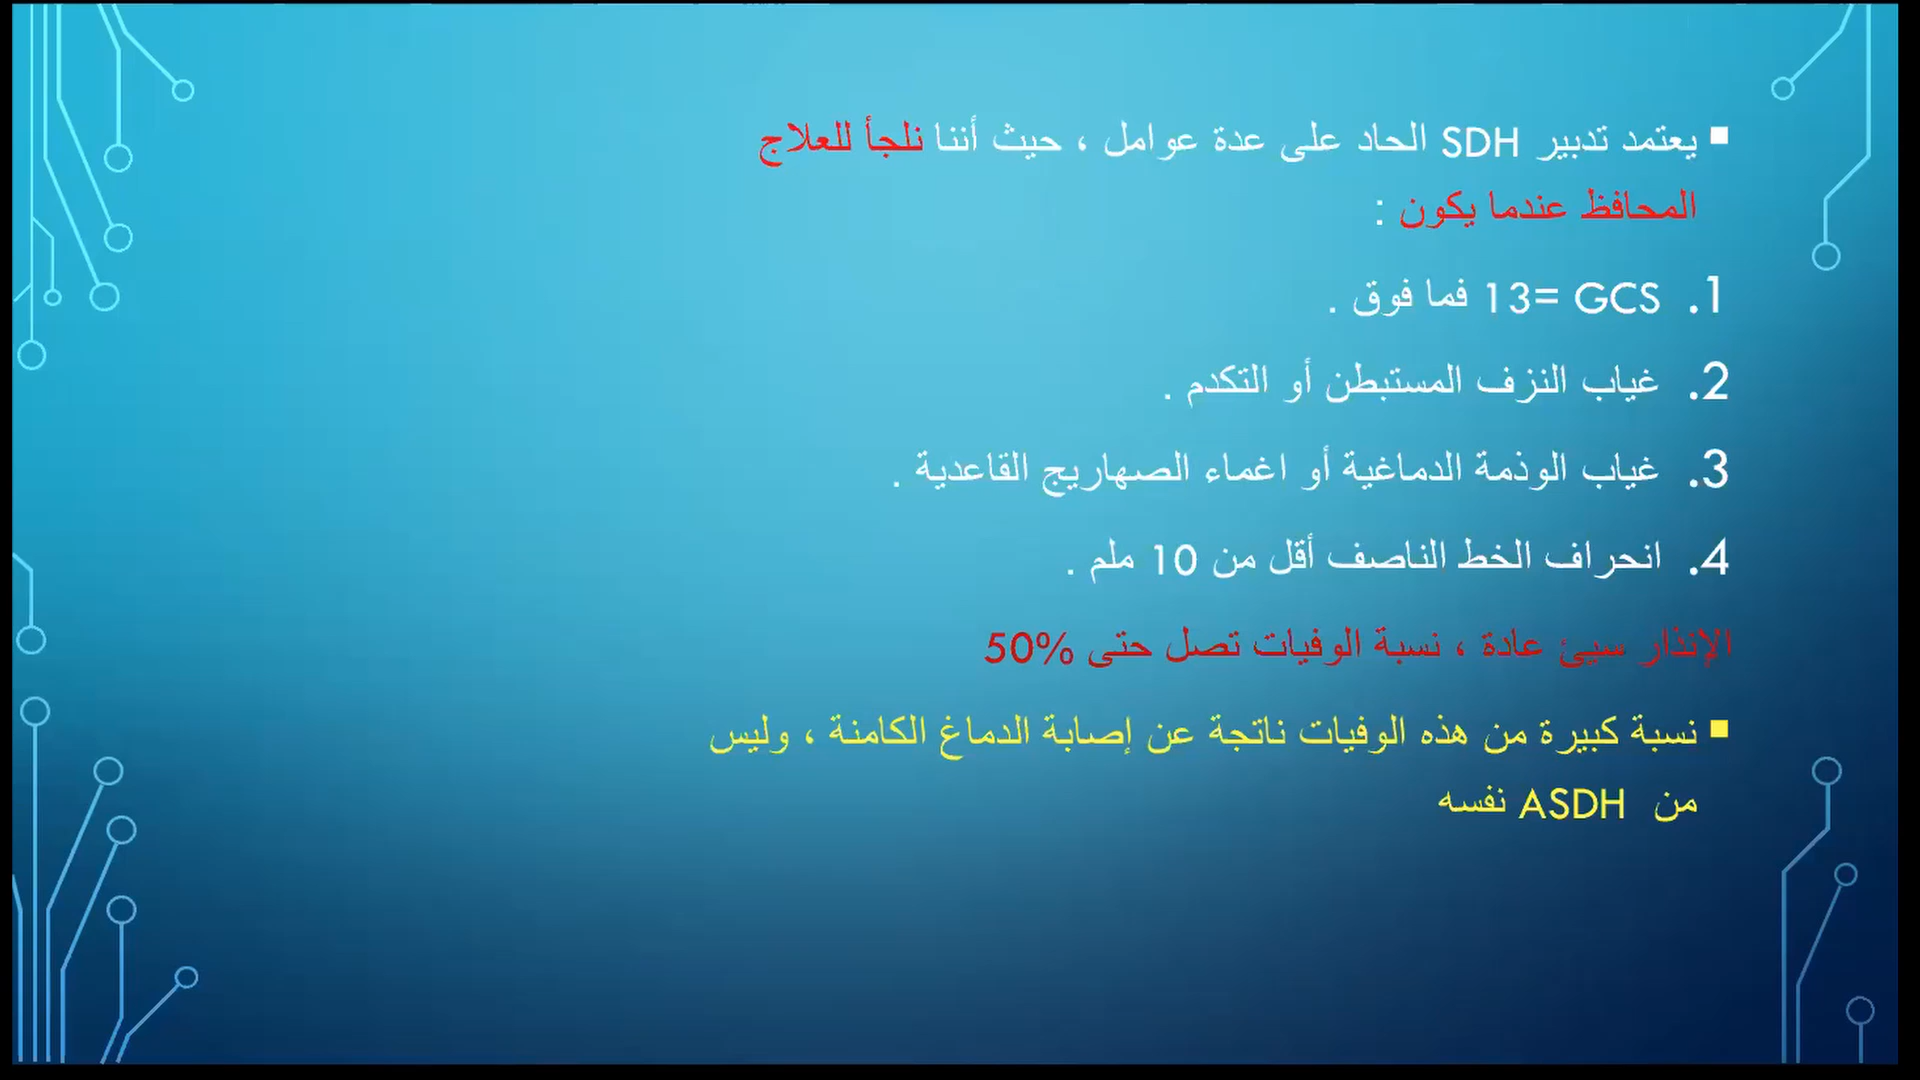 ▪ يعتمد تدبير SDH الحاد على عدة عوامل ، حيث أننا نلجأ للعلاج
المحافظ عندما يكون :
1. GCS =13 فما فوق .
2. غياب النزف المستبطن أو التكدم .
3. غياب الوذمة الدماغية أو اغماء الصهاريج القاعدية .
4. انحراف الخط الناصف أقل من 10 ملم .
الإنذار سيئ عادة ، نسبة الوفيات تصل حتى 50%
▪ نسبة كبيرة من هذه الوفيات ناتجة عن إصابة الدماغ الكامنة ، وليس
من ASDH نفسه